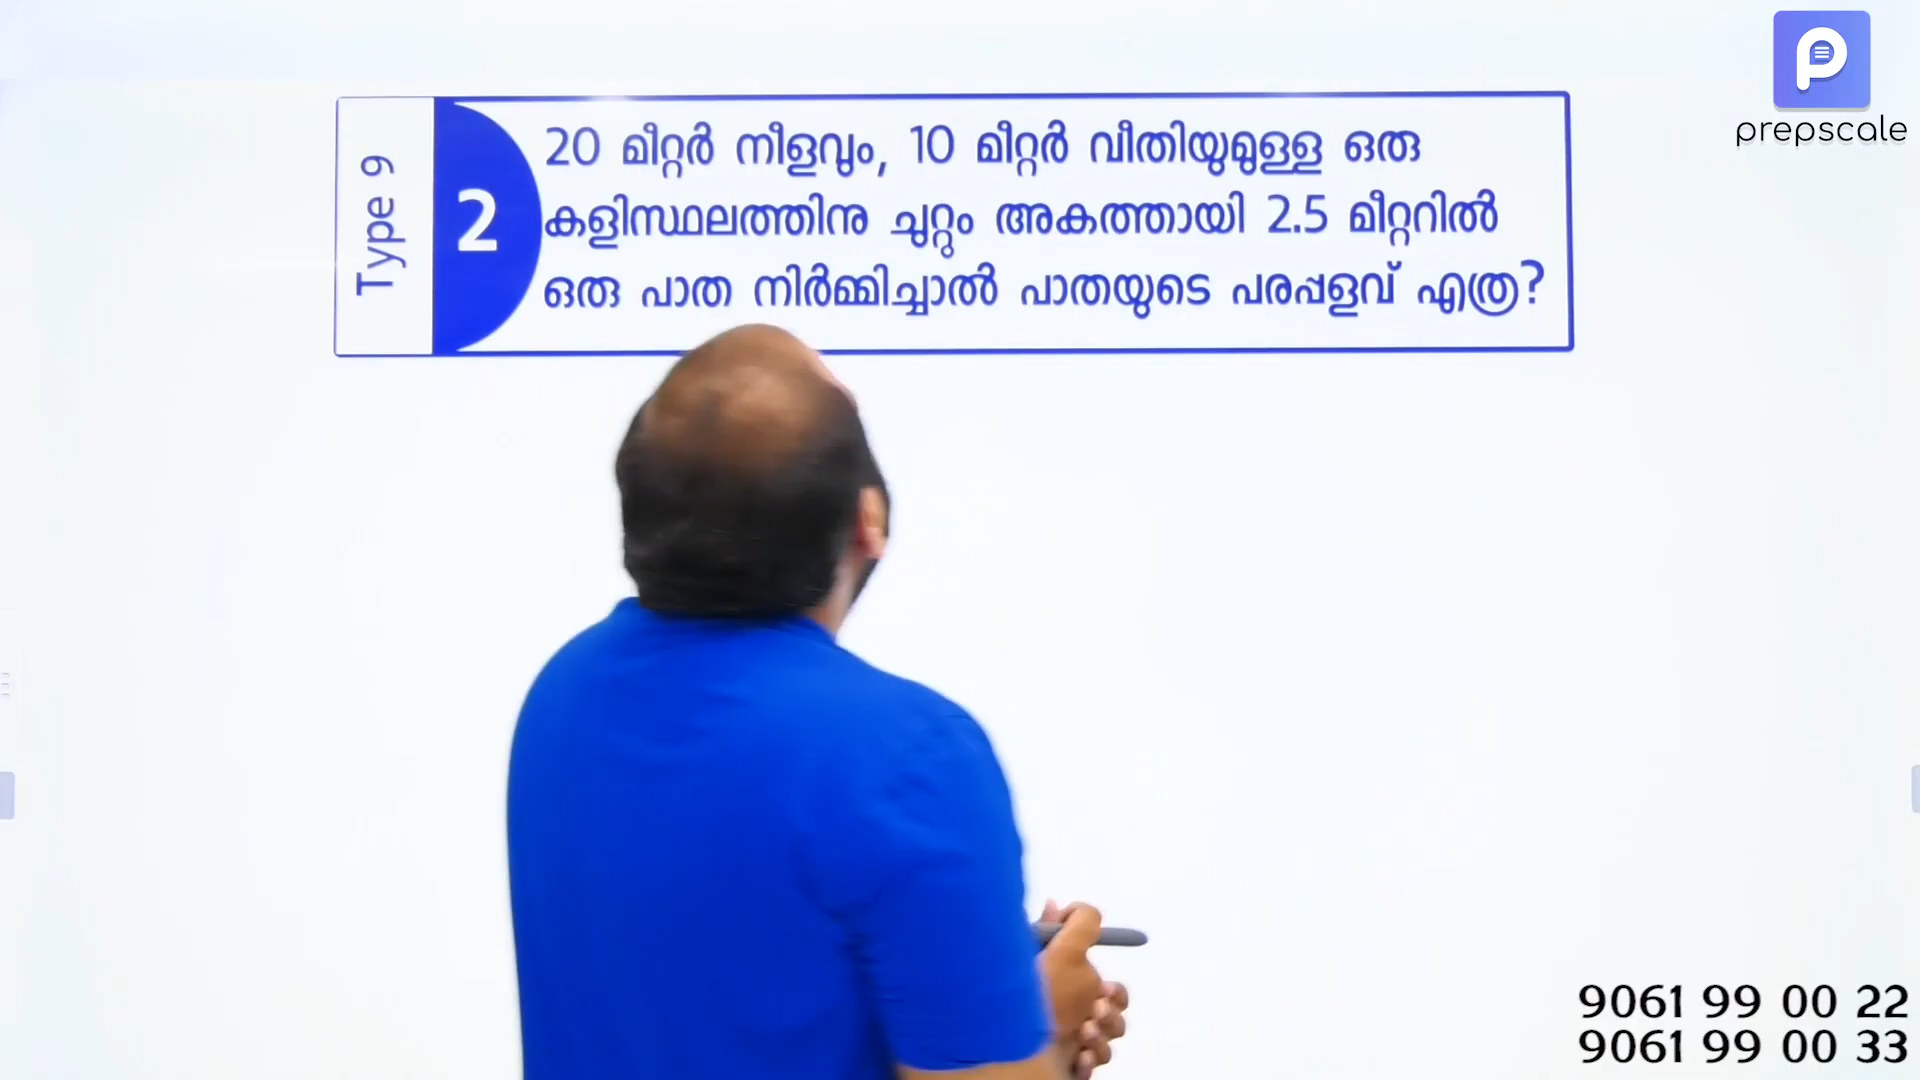 prepscale
Type 9
2
20 മീറ്റർ നീളവും, 10 മീറ്റർ വീതിയുമുള്ള ഒരു
കളിസ്ഥലത്തിനു ചുറ്റും അകത്തായി 2.5 മീറ്ററിൽ
ഒരു പാത നിർമ്മിച്ചാൽ പാതയുടെ പരപ്പളവ് എത്ര?
9061 99 00 22
9061 99 00 33